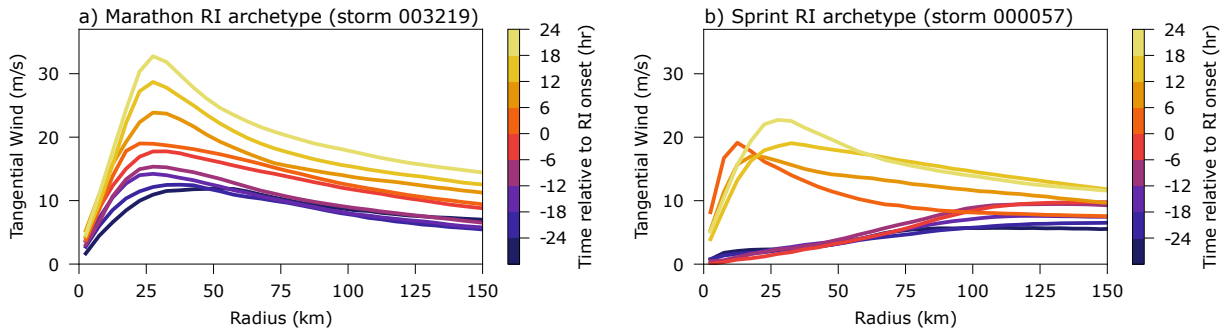 a) Marathon RI archetype (storm 003219)
Tangential Wind (m/s)
30
20
10
0
0 25 50 75 100 125 150
Radius (km)
24
18
12
6
0
-6
-12
-18
-24
Time relative to RI onset (hr)
b) Sprint RI archetype (storm 000057)
Tangential Wind (m/s)
30
20
10
0
0 25 50 75 100 125 150
Radius (km)
24
18
12
6
0
-6
-12
-18
-24
Time relative to RI onset (hr)